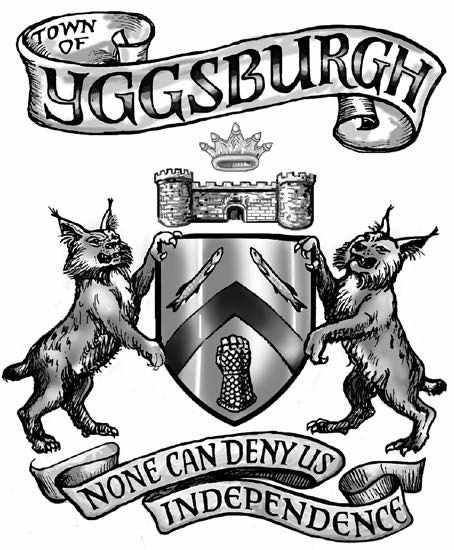 TOWN
OF
YGGSBURGH
NONE CAN DENY US
INDEPENDENCE